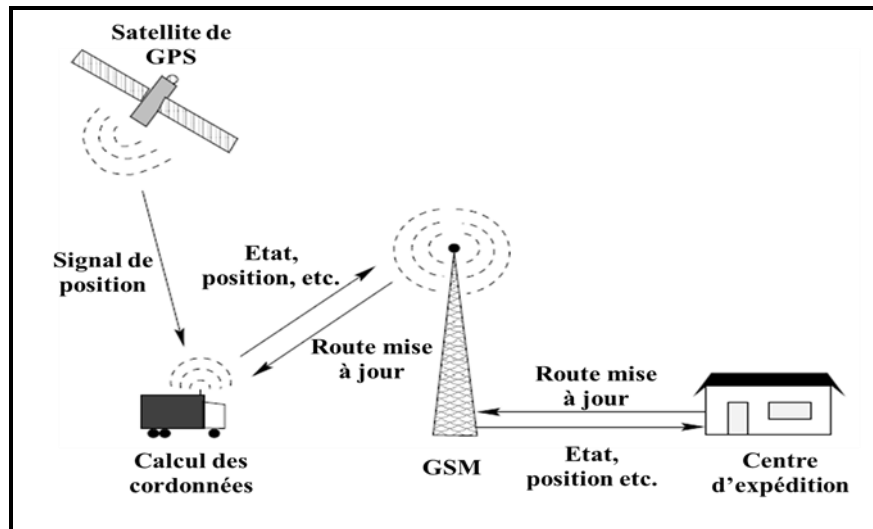 Satellite de
GPS
Signal de
position
Etat,
position, etc.
Route mise
à jour
Route mise
à jour
Calcul des
cordonnées
GSM
Etat,
position etc.
Centre
d'expédition